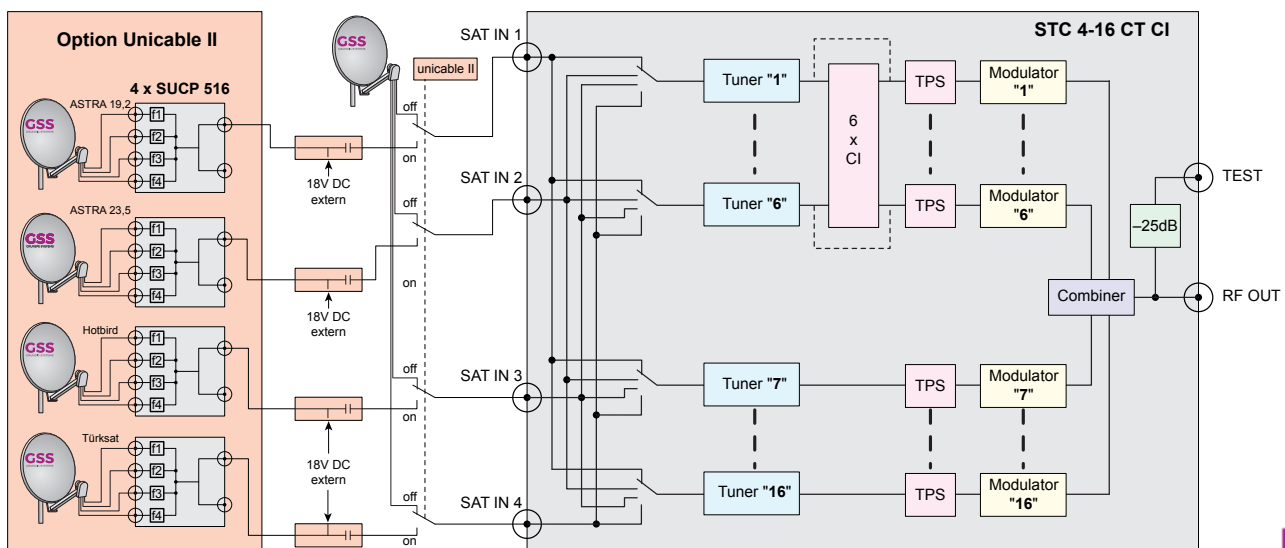 Option Unicable II
4 x SUCP 516
ASTRA 19,2
GSS
f1
f2
f3
f4
ASTRA 23,5
GSS
f1
f2
f3
f4
Hotbird
GSS
f1
f2
f3
f4
Türksat
GSS
f1
f2
f3
f4
18V DC
extern
18V DC
extern
18V DC
extern
GSS
unicable II
off
on
off
on
off
on
off
on
SAT IN 1
SAT IN 2
SAT IN 3
SAT IN 4
STC 4-16 CT CI
Tuner "1"
6
x
CI
TPS
Modulator
"1"
Tuner "6"
TPS
Modulator
"6"
Tuner "7"
TPS
Modulator
"7"
Tuner "16"
TPS
Modulator
"16"
Combiner
–25dB
TEST
RF OUT